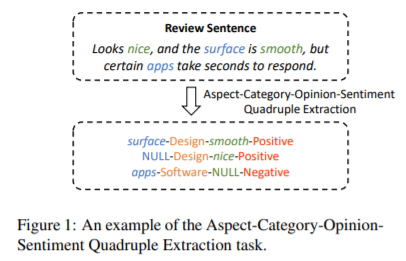 Review Sentence
Looks nice, and the surface is smooth, but
certain apps take seconds to respond.
Aspect-Category-Opinion-Sentiment
Quadruple Extraction
surface-Design-smooth-Positive
NULL-Design-nice-Positive
apps-Software-NULL-Negative
Figure 1: An example of the Aspect-Category-Opinion-
Sentiment Quadruple Extraction task.